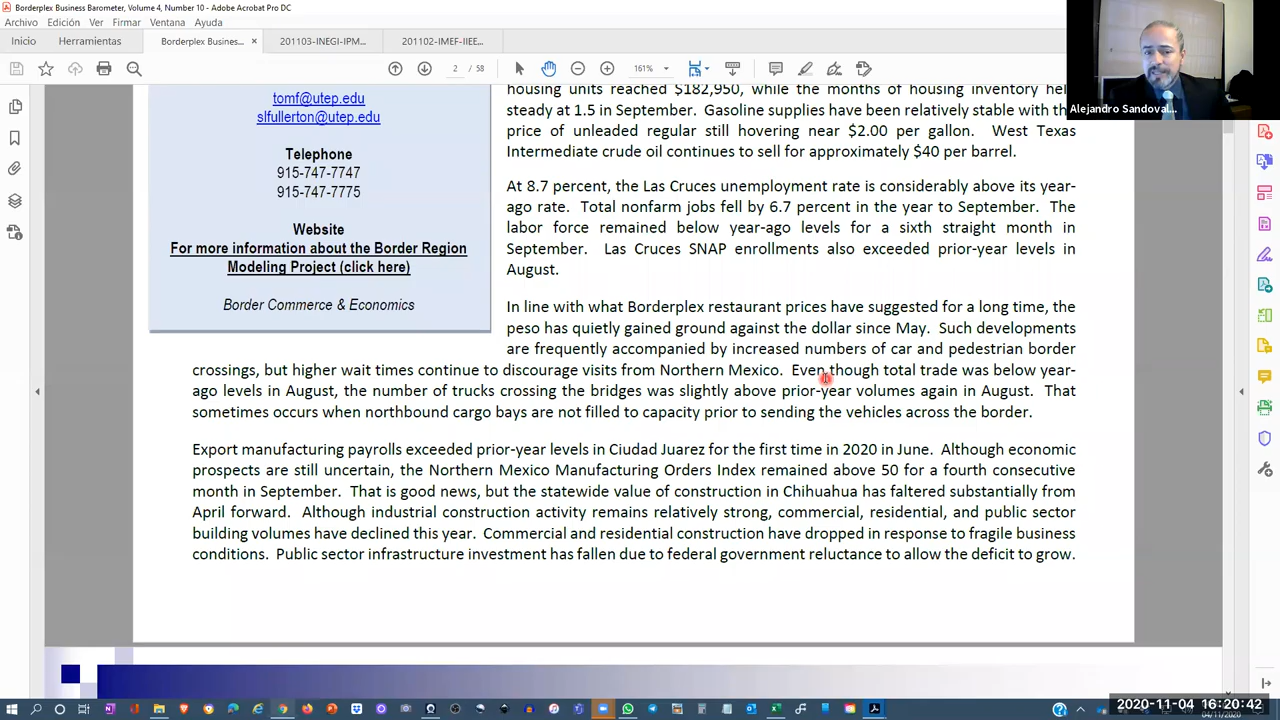 Borderplex Business Barometer, Volume 4, Number 10 - Adobe Acrobat Pro DC
Archivo Edición Ver Firmar Ventana Ayuda
Inicio Herramientas Borderplex Busines... × 201103-INEGI-IPM... 201102-IMEF-IIEE...
2 / 58 161%
Alejandro Sandoval...
tomf@utep.edu
slfullerton@utep.edu
Telephone
915-747-7747
915-747-7775
Website
For more information about the Border Region
Modeling Project (click here)
Border Commerce & Economics
housing units reached $182,950, while the months of housing inventory hel
steady at 1.5 in September. Gasoline supplies have been relatively stable with th
price of unleaded regular still hovering near $2.00 per gallon. West Texas
Intermediate crude oil continues to sell for approximately $40 per barrel.
At 8.7 percent, the Las Cruces unemployment rate is considerably above its year-
ago rate. Total nonfarm jobs fell by 6.7 percent in the year to September. The
labor force remained below year-ago levels for a sixth straight month in
September. Las Cruces SNAP enrollments also exceeded prior-year levels in
August.
In line with what Borderplex restaurant prices have suggested for a long time, the
peso has quietly gained ground against the dollar since May. Such developments
are frequently accompanied by increased numbers of car and pedestrian border
crossings, but higher wait times continue to discourage visits from Northern Mexico. Even though total trade was below year-
ago levels in August, the number of trucks crossing the bridges was slightly above prior-year volumes again in August. That
sometimes occurs when northbound cargo bays are not filled to capacity prior to sending the vehicles across the border.
Export manufacturing payrolls exceeded prior-year levels in Ciudad Juarez for the first time in 2020 in June. Although economic
prospects are still uncertain, the Northern Mexico Manufacturing Orders Index remained above 50 for a fourth consecutive
month in September. That is good news, but the statewide value of construction in Chihuahua has faltered substantially from
April forward. Although industrial construction activity remains relatively strong, commercial, residential, and public sector
building volumes have declined this year. Commercial and residential construction have dropped in response to fragile business
conditions. Public sector infrastructure investment has fallen due to federal government reluctance to allow the deficit to grow.
2020-11-04 16:20:42
04/11/2020